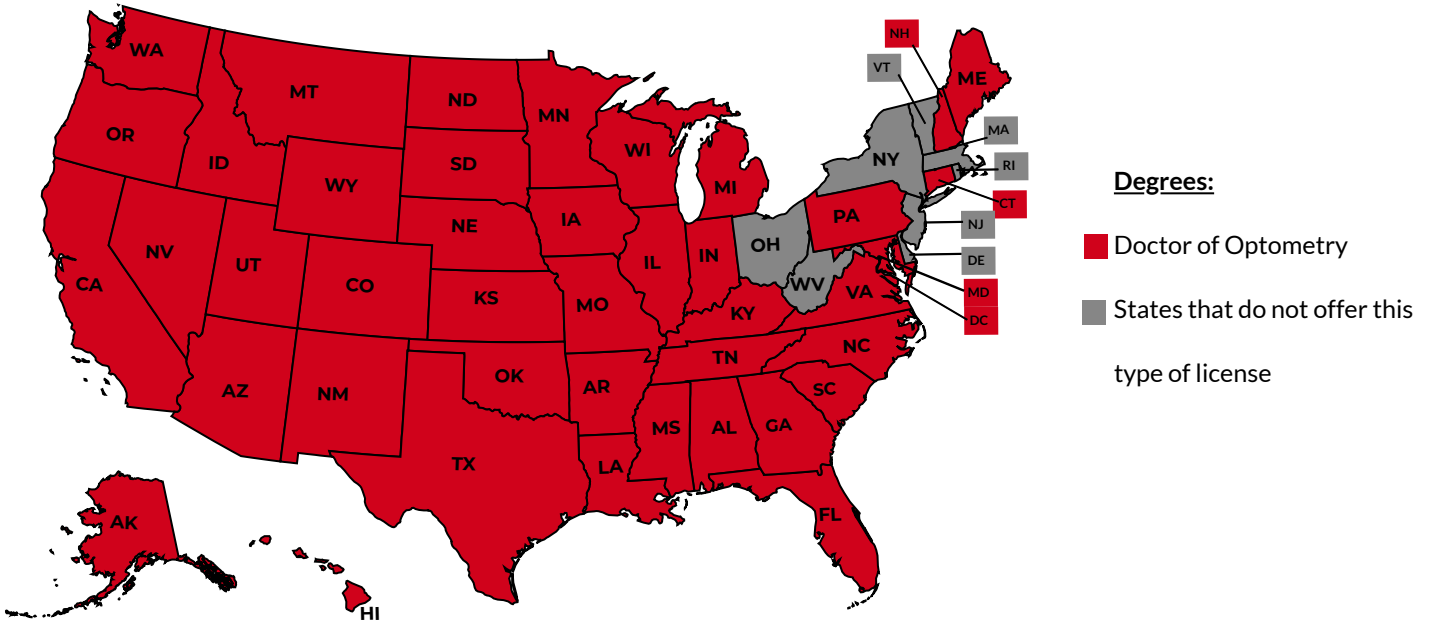 NH
WA
VT
ME
MT
ND
MN
OR
MA
WI
NY
ID
SD
RI
WY
MI
CT
PA
IA
NE
NJ
OH
NV
IN
DE
UT
IL
CA
CO
WV
VA
MD
KS
MO
KY
DC
NC
TN
OK
AR
SC
AZ
NM
MS
AL
GA
TX
LA
FL
AK
HI
Degrees:
Doctor of Optometry
States that do not offer this
type of license